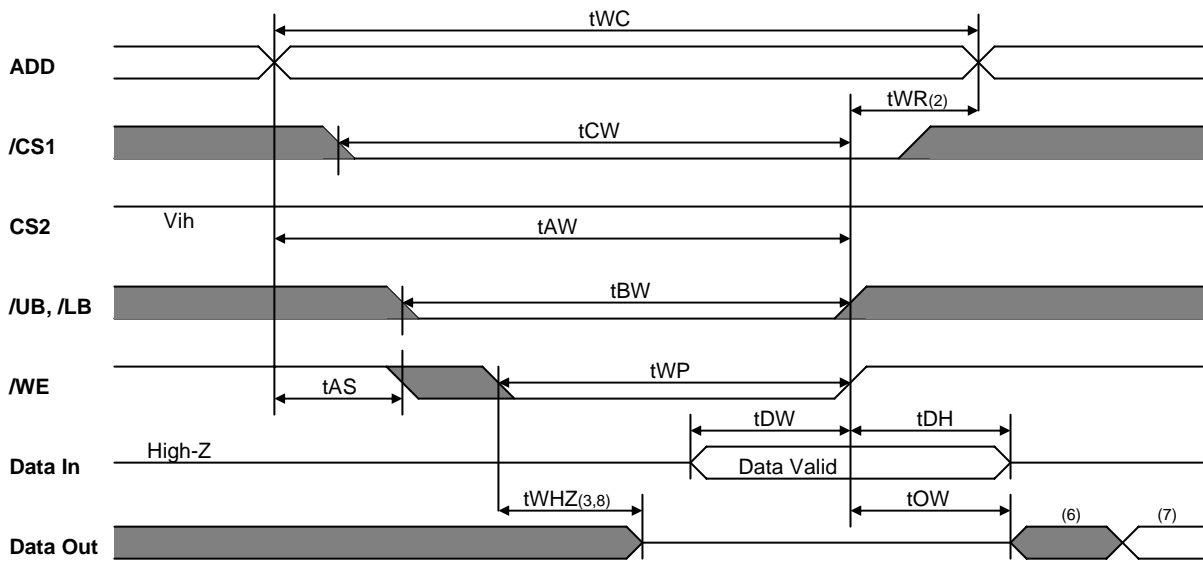 tWC
ADD
tWR(2)
tCW
/CS1
Vih
CS2
tAW
tBW
/UB, /LB
tWP
/WE
tAS
tDW
tDH
High-Z
Data In
Data Valid
tWHZ(3,8)
tOW
(6)
(7)
Data Out